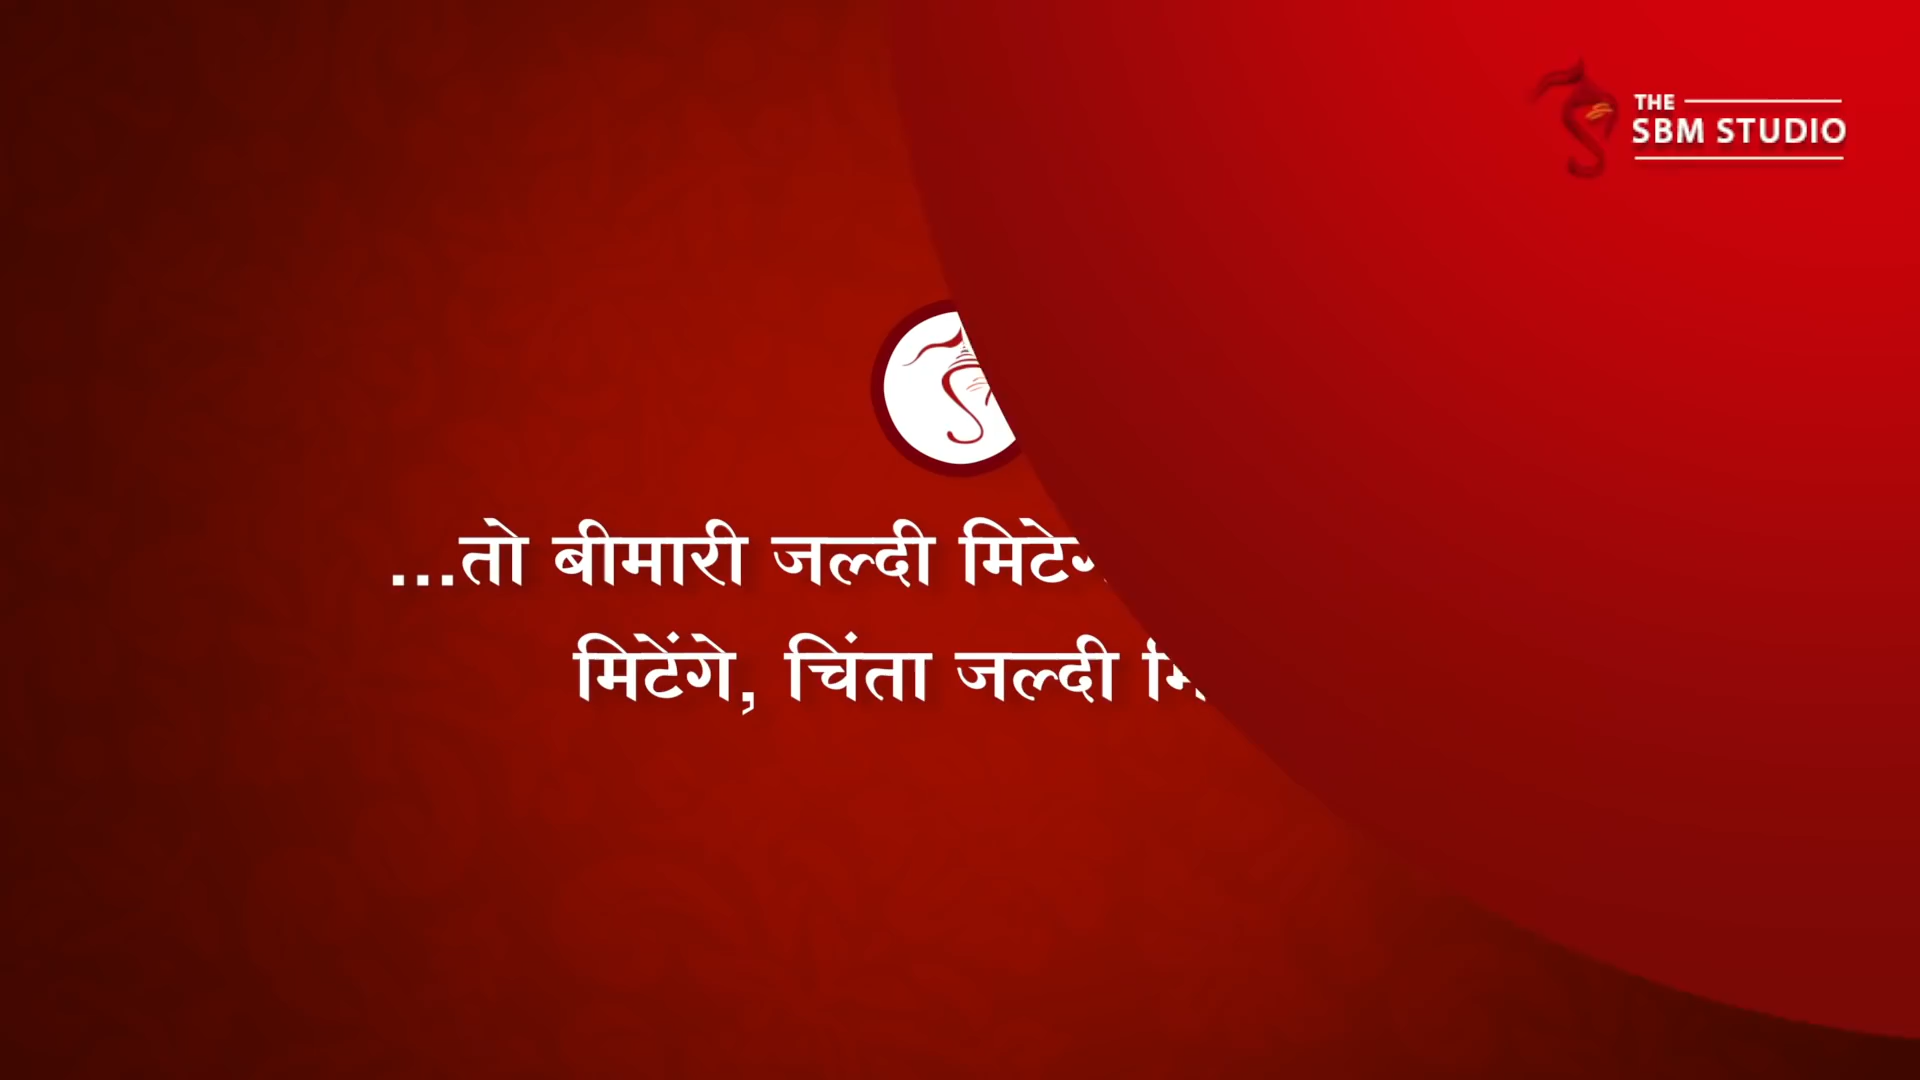 THE
SBM STUDIO
...तो बीमारी जल्दी
मिटेंगे, चिंता जल्दी